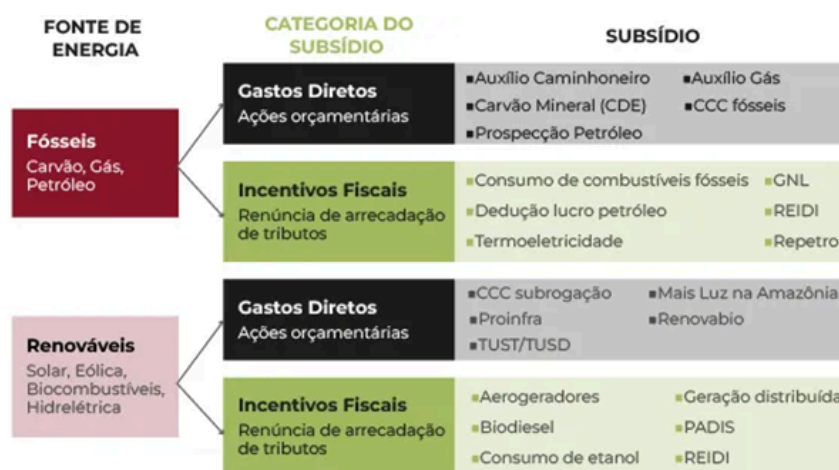 FONTE DE
ENERGIA
CATEGORIA DO
SUBSÍDIO
SUBSÍDIO
Fósseis
Carvão, Gás,
Petróleo
Gastos Diretos
Ações orçamentárias
Auxílio Caminhoneiro
Auxílio Gás
Carvão Mineral (CDE)
CCC fósseis
Prospecção Petróleo
Incentivos Fiscais
Renúncia de arrecadação
de tributos
Consumo de combustíveis fósseis
GNL
Dedução lucro petróleo
REIDI
Termoeletricidade
Repetro
Renováveis
Solar, Eólica,
Biocombustíveis,
Hidrelétrica
Gastos Diretos
Ações orçamentárias
CCC subrogação
Mais Luz na Amazônia
Proinfra
Renovabio
TUST/TUSD
Incentivos Fiscais
Renúncia de arrecadação
de tributos
Aerogeradores
Geração distribuída
Biodiesel
PADIS
Consumo de etanol
REIDI